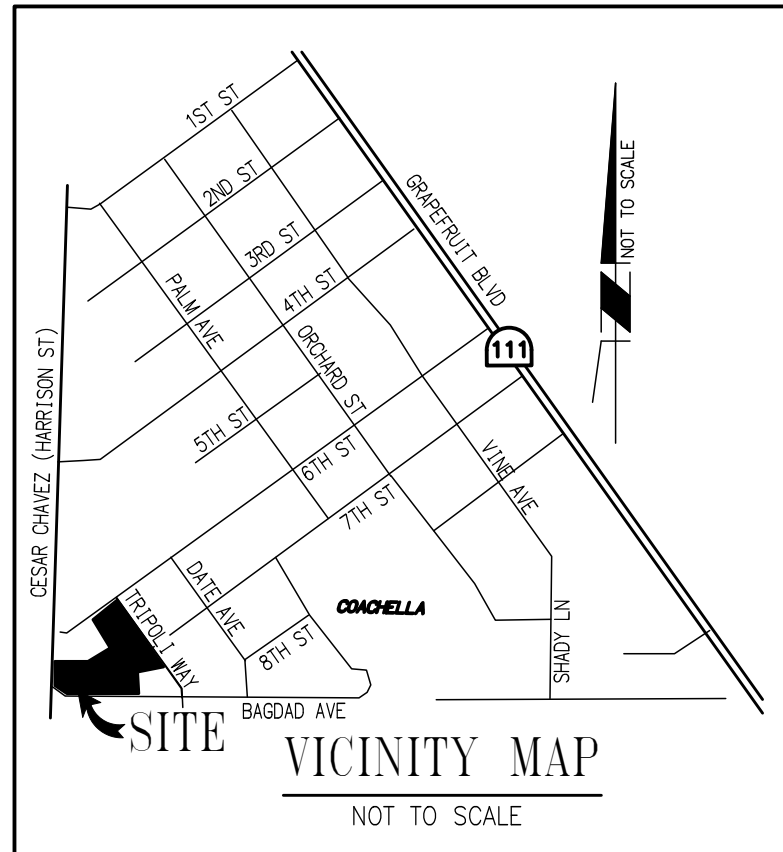 1ST ST
2ND ST
3RD ST
4TH ST
GRAPEFRUIT BLVD
NOT TO SCALE
PALM AVE
ORCHARD ST
111
CESAR CHAVEZ (HARRISON ST)
5TH ST
6TH ST
7TH ST
VINE AVE
TRIPOLI WAY
DATE AVE
COACHELLA
8TH ST
SHADY LN
BAGDAD AVE
SITE
VICINITY MAP
NOT TO SCALE